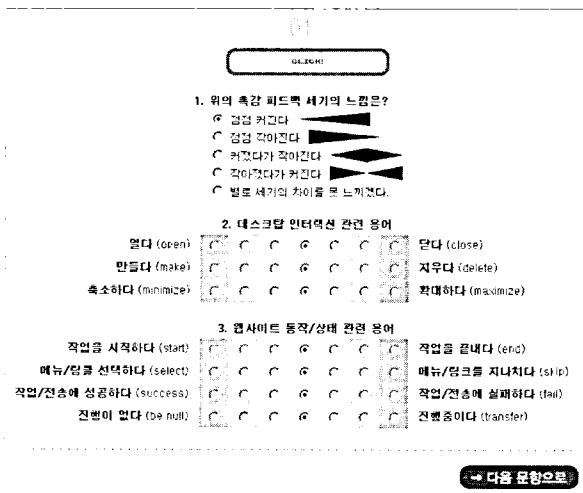 01
CLICK!
1. 위의 촉감 피드백 세기의 느낌은?
점점 커진다
점점 작아진다
커졌다가 작아진다
작아졌다가 커진다
별로 세기의 차이를 못 느끼겠다.
2. 데스크탑 인터랙션 관련 용어
열다 (open) 닫다 (close)
만들다 (make) 지우다 (delete)
축소하다 (minimize) 확대하다 (maximize)
3. 웹사이트 동작/상태 관련 용어
작업을 시작하다 (start) 작업을 끝내다 (end)
메뉴/링크를 선택하다 (select) 메뉴/링크를 지나치다 (skip)
작업/전송에 성공하다 (success) 작업/전송에 실패하다 (fail)
진행이 없다 (be null) 진행중이다 (transfer)
→ 다음 문항으로